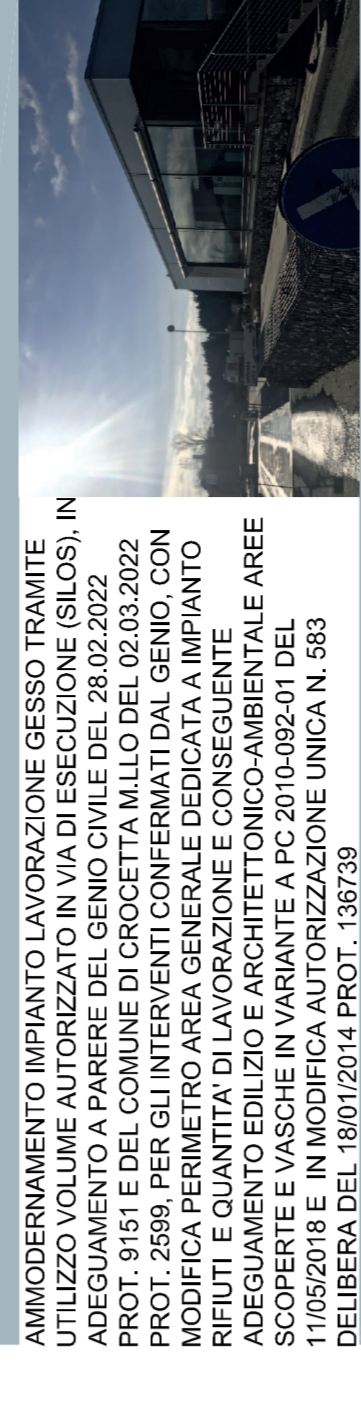 AMMODERNAMENTO IMPIANTO LAVORAZIONE GESSO TRAMITE
UTILIZZO VOLUME AUTORIZZATO IN VIA DI ESECUZIONE (SILOS), IN
ADEGUAMENTO A PARERE DEL GENIO CIVILE DEL 28.02.2022
PROT. 9151 E DEL COMUNE DI CROCETTA M.LLO DEL 02.03.2022
PROT. 2599, PER GLI INTERVENTI CONFERMATI DAL GENIO, CON
MODIFICA PERIMETRO AREA GENERALE DEDICATA A IMPIANTO
RIFIUTI E QUANTITA' DI LAVORAZIONE E CONSEGUENTE
ADEGUAMENTO EDILIZIO E ARCHITETTONICO-AMBIENTALE AREE
SCOPERTE E VASCHE IN VARIANTE A PC 2010-092-01 DEL
11/05/2018 E IN MODIFICA AUTORIZZAZIONE UNICA N. 583
DELIBERA DEL 18/01/2014 PROT. 136739